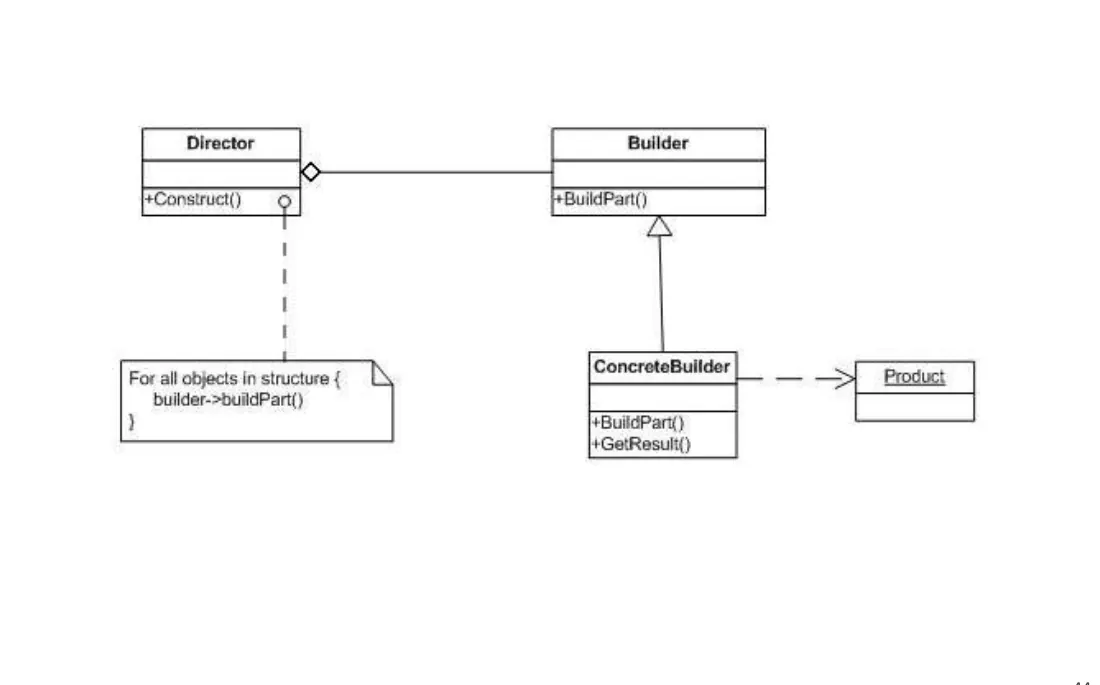 Director
+Construct()
Builder
+BuildPart()
For all objects in structure {
builder->buildPart()
}
ConcreteBuilder
+BuildPart()
+GetResult()
Product